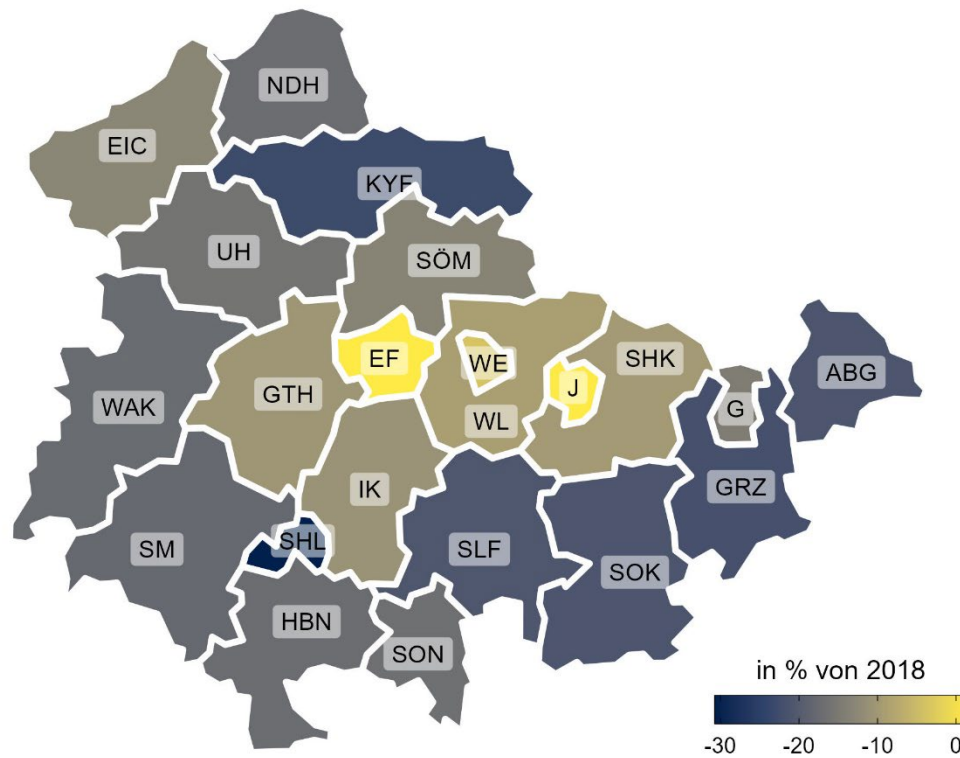 NDH
EIC
KYF
UH
SÖM
EF
WE
SHK
J
ABG
GTH
WAK
WL
G
GRZ
IK
SHL
SM
SLF
SOK
HBN
SON
in % von 2018
-30 -20 -10 0